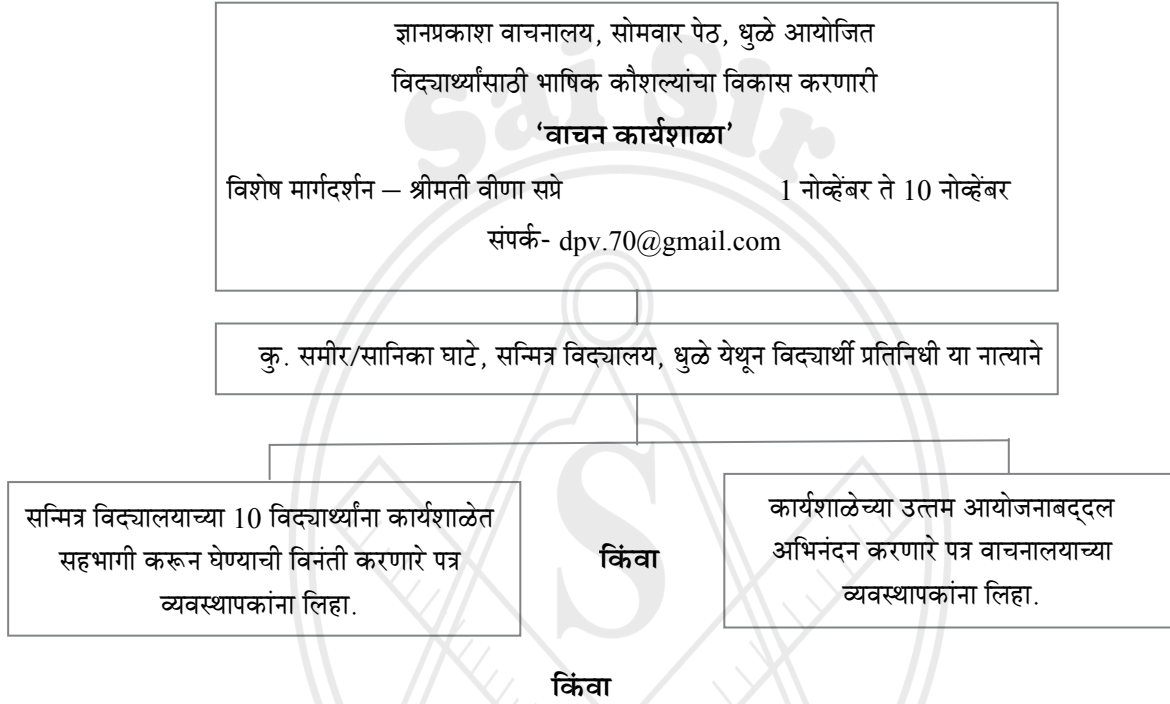 ज्ञानप्रकाश वाचनालय, सोमवार पेठ, धुळे आयोजित
विद्यार्थ्यांसाठी भाषिक कौशल्यांचा विकास करणारी
‘वाचन कार्यशाळा’
विशेष मार्गदर्शन – श्रीमती वीणा सप्रे 1 नोव्हेंबर ते 10 नोव्हेंबर
संपर्क- dpv.70@gmail.com
कु. समीर/सानिका घाटे, सन्मित्र विद्यालय, धुळे येथून विद्यार्थी प्रतिनिधी या नात्याने
सन्मित्र विद्यालयाच्या 10 विद्यार्थ्यांना कार्यशाळेत
सहभागी करून घेण्याची विनंती करणारे पत्र
व्यवस्थापकांना लिहा.
किंवा
कार्यशाळेच्या उत्तम आयोजनाबद्दल
अभिनंदन करणारे पत्र वाचनालयाच्या
व्यवस्थापकांना लिहा.
किंवा
Sai Sir
S